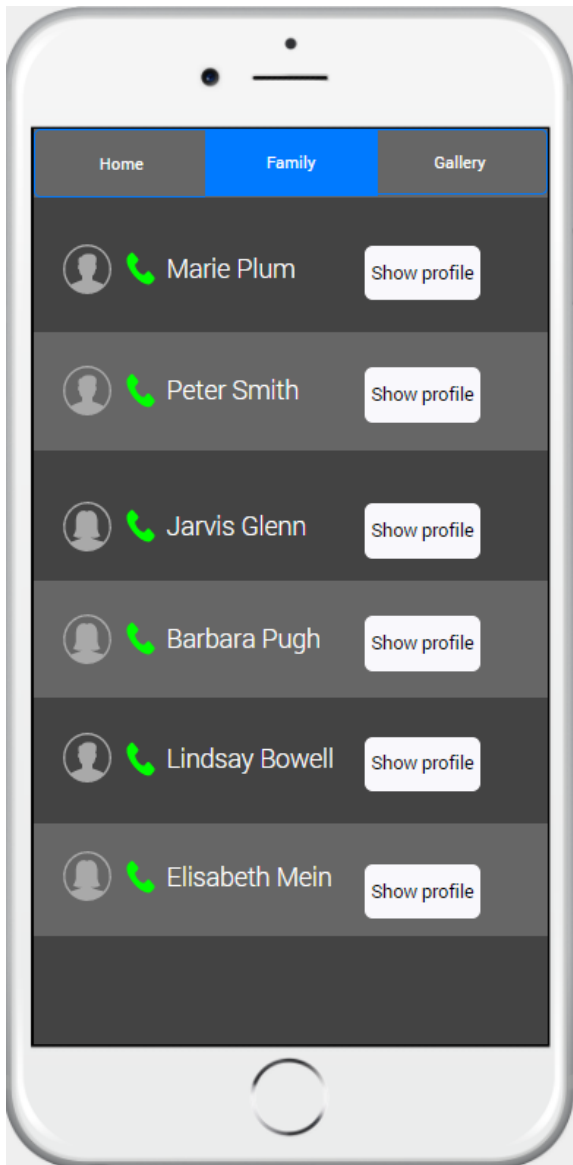 Home Family Gallery
Marie Plum Show profile
Peter Smith Show profile
Jarvis Glenn Show profile
Barbara Pugh Show profile
Lindsay Bowell Show profile
Elisabeth Mein Show profile